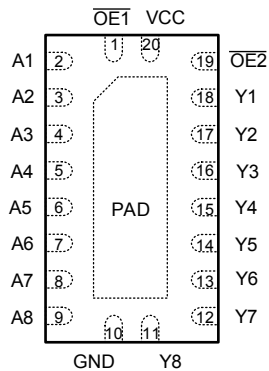 O̅E̅1̅ VCC
1 20
A1 2 19 O̅E̅2̅
A2 3 18 Y1
A3 4 17 Y2
A4 5 16 Y3
A5 6 PAD 15 Y4
A6 7 14 Y5
A7 8 13 Y6
A8 9 12 Y7
10 11
GND Y8